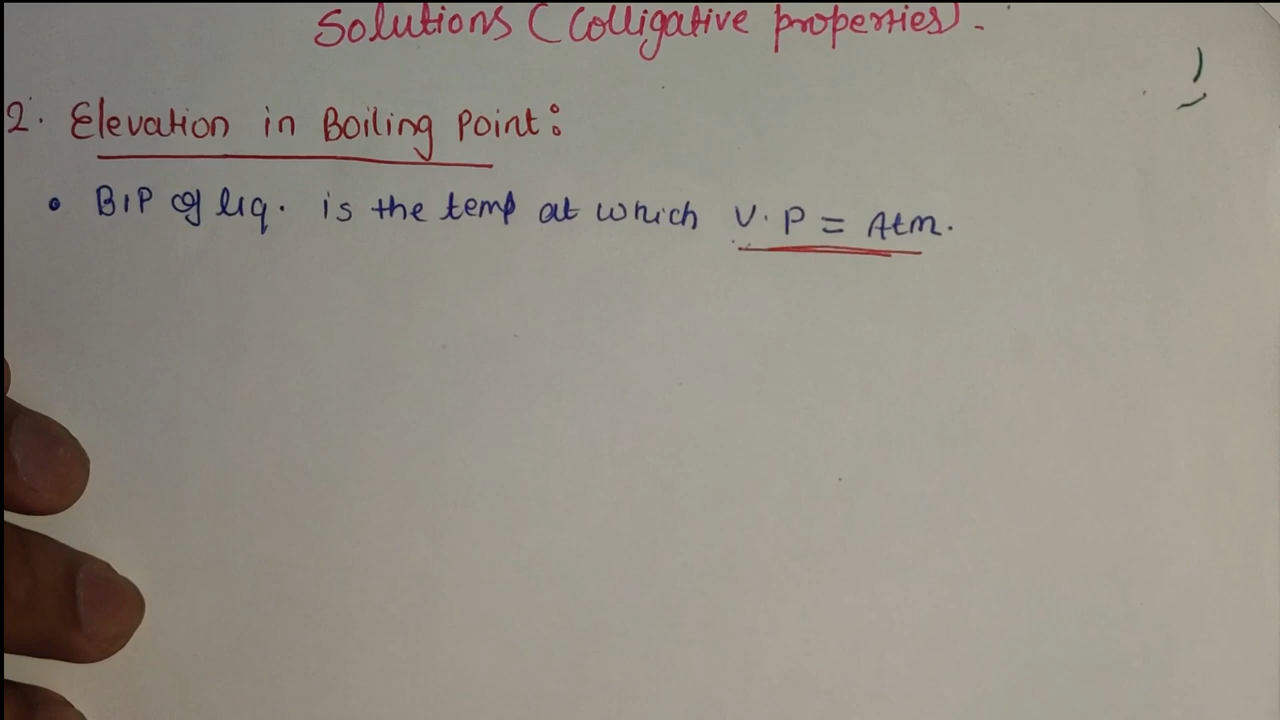 Solutions (Colligative properties).
2. Elevation in Boiling Point:
• B.P of liq. is the temp at which V.P = Atm.